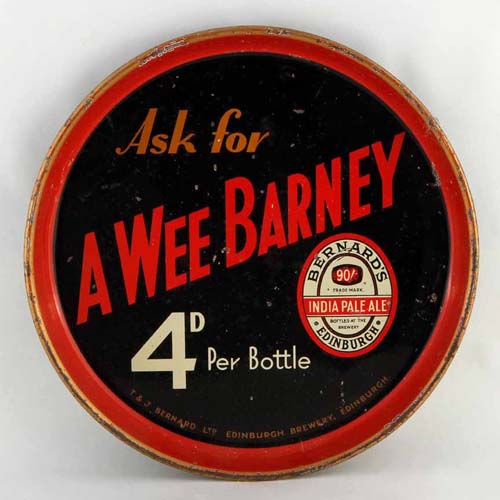 Ask for
A WEE BARNEY
4D Per Bottle
BERNARD'S
90/-
TRADE MARK
INDIA PALE ALE
BOTTLED AT THE
BREWERY
EDINBURGH
T & J BERNARD LTD EDINBURGH BREWERY, EDINBURGH.